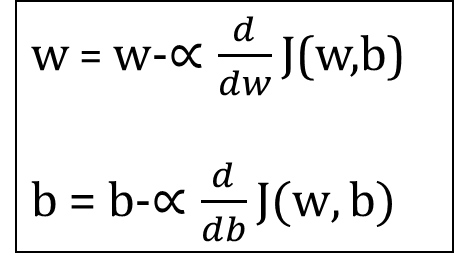 w = w-∝ d/dw J(w,b)
b = b-∝ d/db J(w, b)